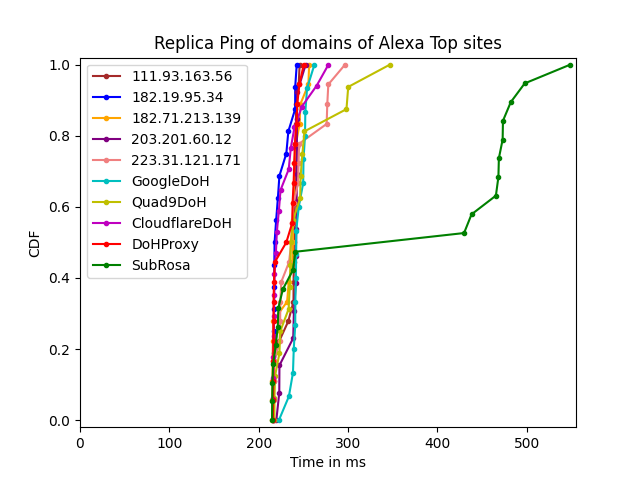 Replica Ping of domains of Alexa Top sites
CDF
1.0
0.8
0.6
0.4
0.2
0.0
111.93.163.56
182.19.95.34
182.71.213.139
203.201.60.12
223.31.121.171
GoogleDoH
Quad9DoH
CloudflareDoH
DoHProxy
SubRosa
0 100 200 300 400 500
Time in ms